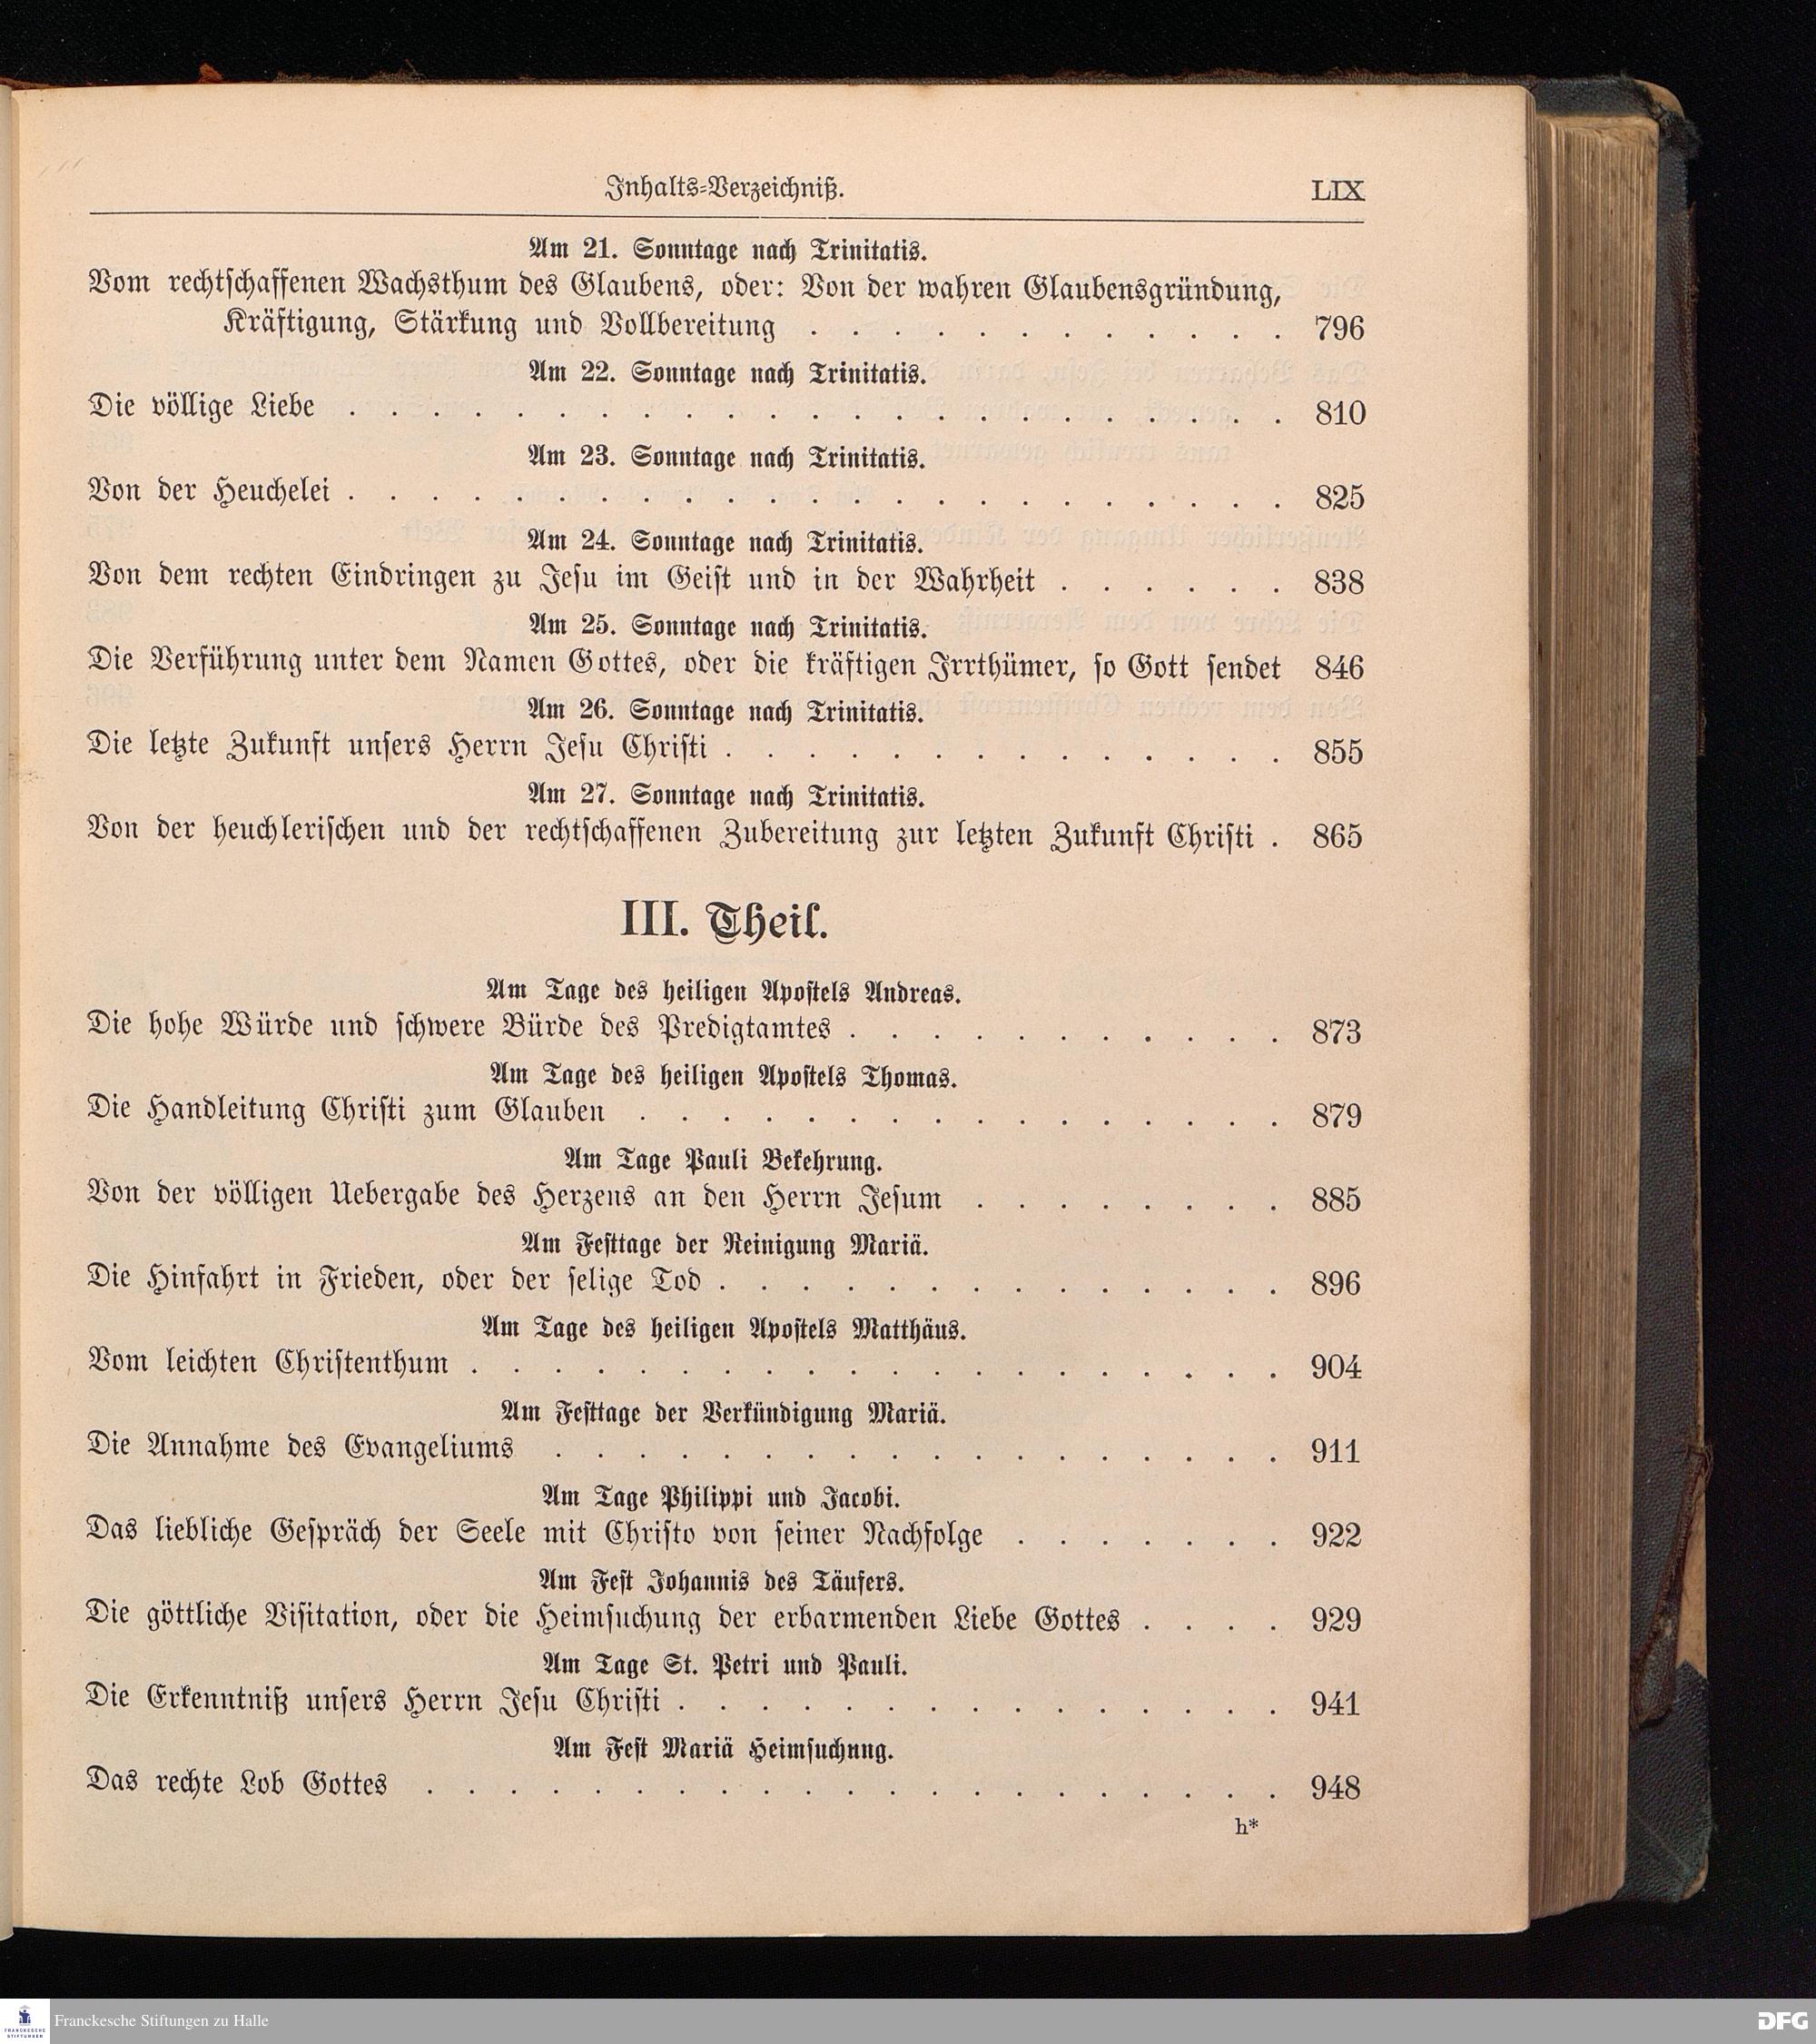 Inhalts-Verzeichniß. LIX
Am 21. Sonntage nach Trinitatis.
Vom rechtschaffenen Wachsthum des Glaubens, oder: Von der wahren Glaubensgründung,
Kräftigung, Stärkung und Vollbereitung . . . . . . . . . . . . 796
Am 22. Sonntage nach Trinitatis.
Die völlige Liebe . . . . . . . . . . . . . . . . . . . . . . . 810
Am 23. Sonntage nach Trinitatis.
Von der Heuchelei . . . . . . . . . . . . . . . . . . . . . . . 825
Am 24. Sonntage nach Trinitatis.
Von dem rechten Eindringen zu Jesu im Geist und in der Wahrheit . . . . . . 838
Am 25. Sonntage nach Trinitatis.
Die Verführung unter dem Namen Gottes, oder die kräftigen Irrthümer, so Gott sendet 846
Am 26. Sonntage nach Trinitatis.
Die letzte Zukunft unsers Herrn Jesu Christi . . . . . . . . . . . . . . 855
Am 27. Sonntage nach Trinitatis.
Von der heuchlerischen und der rechtschaffenen Zubereitung zur letzten Zukunft Christi . 865
III. Theil.
Am Tage des heiligen Apostels Andreas.
Die hohe Würde und schwere Bürde des Predigtamtes . . . . . . . . . . . 873
Am Tage des heiligen Apostels Thomas.
Die Handleitung Christi zum Glauben . . . . . . . . . . . . . . . . 879
Am Tage Pauli Bekehrung.
Von der völligen Uebergabe des Herzens an den Herrn Jesum . . . . . . . . 885
Am Festtage der Reinigung Mariä.
Die Hinfahrt in Frieden, oder der selige Tod . . . . . . . . . . . . . . 896
Am Tage des heiligen Apostels Matthäus.
Vom leichten Christenthum . . . . . . . . . . . . . . . . . . . . 904
Am Festtage der Verkündigung Mariä.
Die Annahme des Evangeliums . . . . . . . . . . . . . . . . . . 911
Am Tage Philippi und Jacobi.
Das liebliche Gespräch der Seele mit Christo von seiner Nachfolge . . . . . . . 922
Am Fest Johannis des Täufers.
Die göttliche Visitation, oder die Heimsuchung der erbarmenden Liebe Gottes . . . . 929
Am Tage St. Petri und Pauli.
Die Erkenntniß unsers Herrn Jesu Christi . . . . . . . . . . . . . . . 941
Am Fest Mariä Heimsuchung.
Das rechte Lob Gottes . . . . . . . . . . . . . . . . . . . . . 948
h*
FRANCKESCHE
STIFTUNGEN
Franckesche Stiftungen zu Halle
DFG